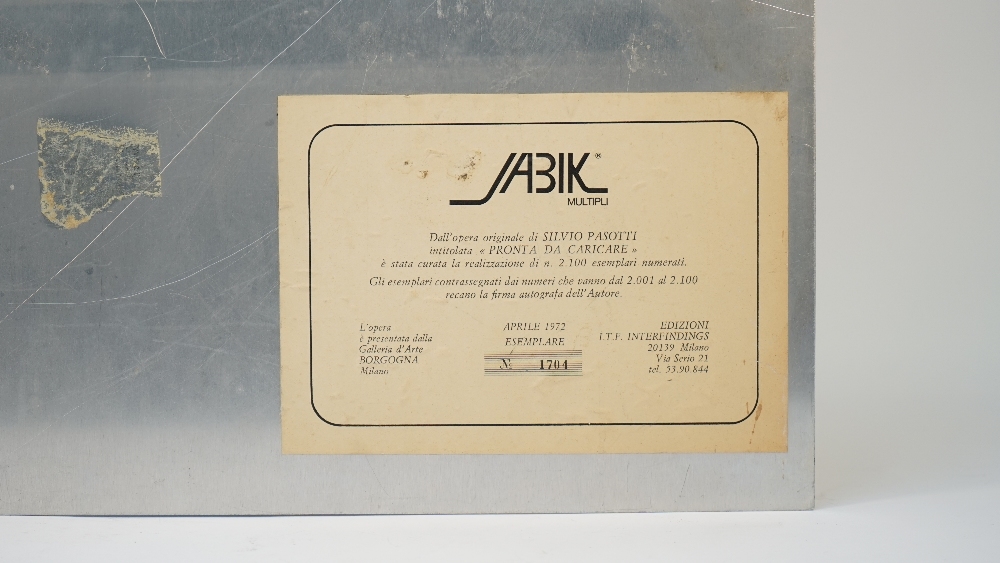 JABIK®
MULTIPLI
Dall'opera originale di SILVIO PASOTTI
intitolata « PRONTA DA CARICARE »
è stata curata la realizzazione di n. 2.100 esemplari numerati.
Gli esemplari contrassegnati dai numeri che vanno dal 2.001 al 2.100
recano la firma autografa dell'Autore.
L'opera
è presentata dalla
Galleria d'Arte
BORGOGNA
Milano
APRILE 1972
ESEMPLARE
№ 1704
EDIZIONI
I.T.F. INTERFINDINGS
20139 Milano
Via Serio 21
tel. 53.90.844